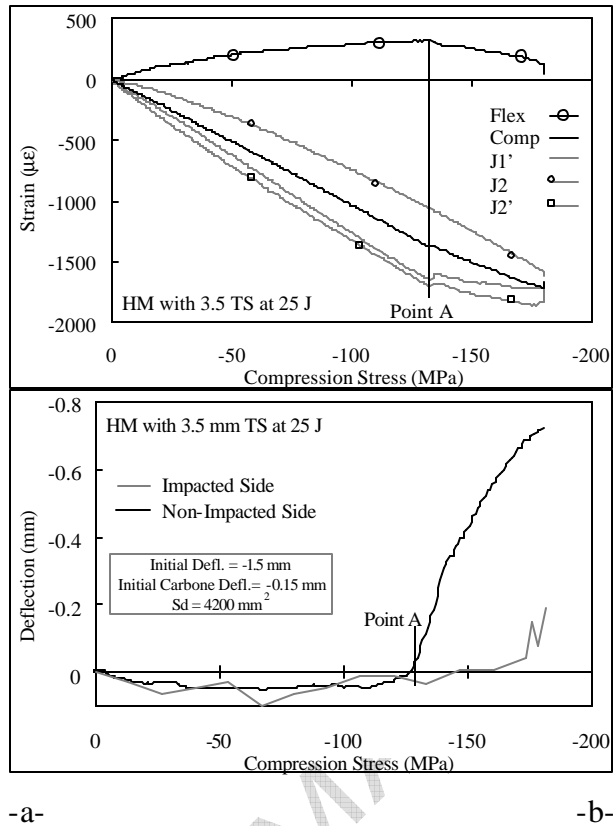 500
0
-500
-1000
-1500
-2000
Strain (με)
Flex
Comp
J1'
J2
J2'
HM with 3.5 TS at 25 J
Point A
0
-50
-100
-150
-200
Compression Stress (MPa)
-0.8
-0.6
-0.4
-0.2
0
Deflection (mm)
HM with 3.5 mm TS at 25 J
Impacted Side
Non-Impacted Side
Initial Defl. = -1.5 mm
Initial Carbone Defl.= -0.15 mm
Sd = 4200 mm²
Point A
0
-50
-100
-150
-200
Compression Stress (MPa)
-a-
-b-